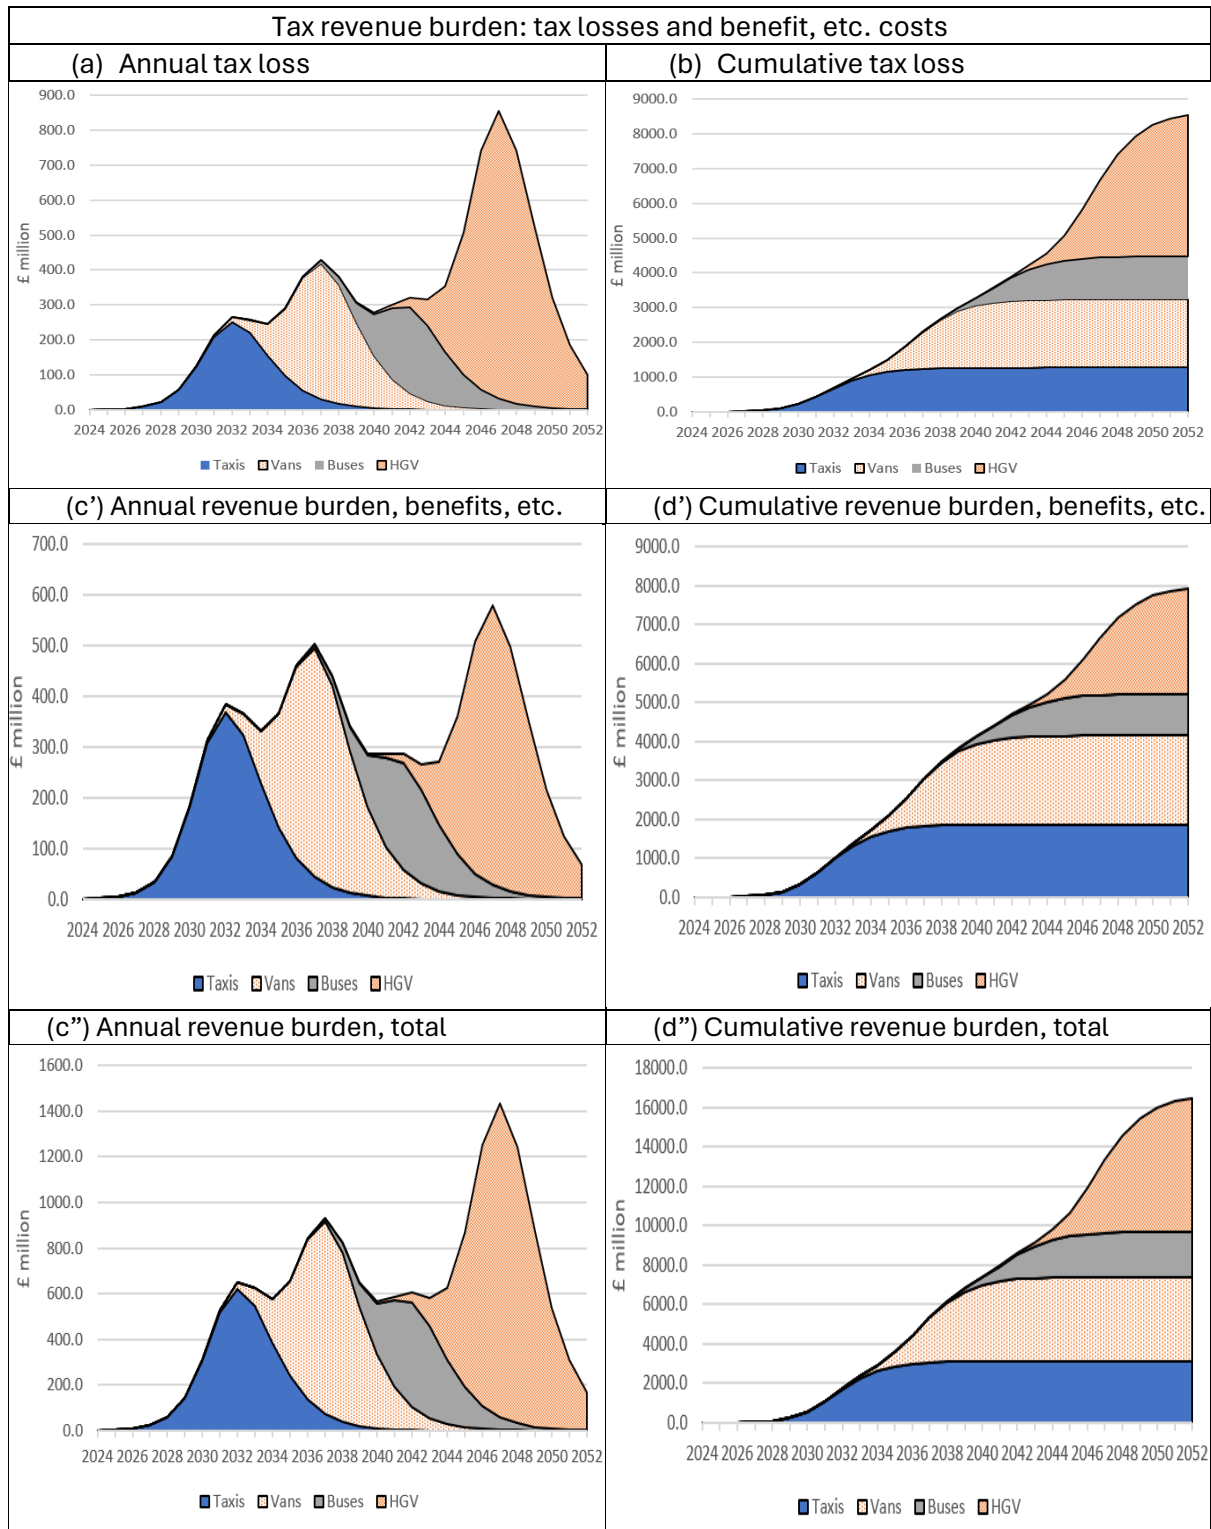 Tax revenue burden: tax losses and benefit, etc. costs
(a) Annual tax loss
(b) Cumulative tax loss
900.0
800.0
700.0
600.0
500.0
400.0
300.0
200.0
100.0
0.0
£ million
2024 2026 2028 2030 2032 2034 2036 2038 2040 2042 2044 2046 2048 2050 2052
Taxis Vans Buses HGV
9000.0
8000.0
7000.0
6000.0
5000.0
4000.0
3000.0
2000.0
1000.0
0.0
£ million
2024 2026 2028 2030 2032 2034 2036 2038 2040 2042 2044 2046 2048 2050 2052
Taxis Vans Buses HGV
(c’) Annual revenue burden, benefits, etc.
(d’) Cumulative revenue burden, benefits, etc.
700.0
600.0
500.0
400.0
300.0
200.0
100.0
0.0
£ million
2024 2026 2028 2030 2032 2034 2036 2038 2040 2042 2044 2046 2048 2050 2052
Taxis Vans Buses HGV
9000.0
8000.0
7000.0
6000.0
5000.0
4000.0
3000.0
2000.0
1000.0
0.0
£ million
2024 2026 2028 2030 2032 2034 2036 2038 2040 2042 2044 2046 2048 2050 2052
Taxis Vans Buses HGV
(c”) Annual revenue burden, total
(d”) Cumulative revenue burden, total
1600.0
1400.0
1200.0
1000.0
800.0
600.0
400.0
200.0
0.0
£ million
2024 2026 2028 2030 2032 2034 2036 2038 2040 2042 2044 2046 2048 2050 2052
Taxis Vans Buses HGV
18000.0
16000.0
14000.0
12000.0
10000.0
8000.0
6000.0
4000.0
2000.0
0.0
£ million
2024 2026 2028 2030 2032 2034 2036 2038 2040 2042 2044 2046 2048 2050 2052
Taxis Vans Buses HGV